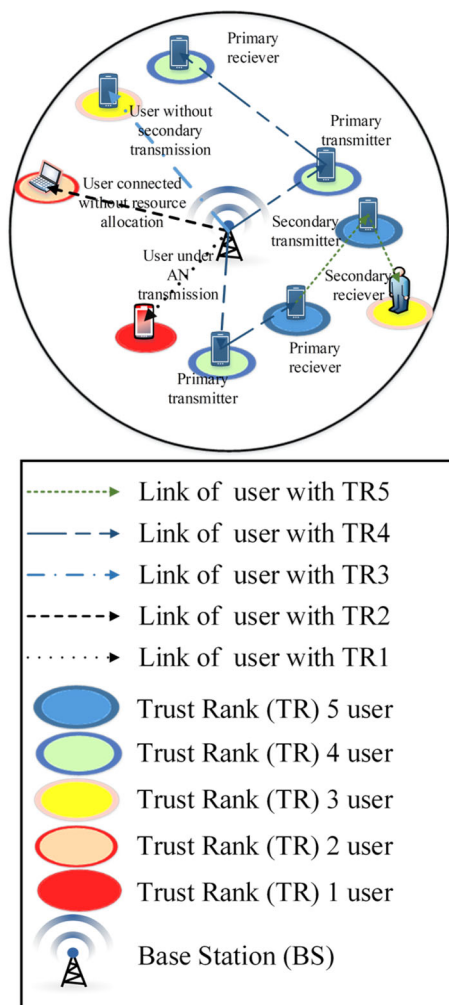 Primary
reciever
User without
secondary
transmission
Primary
transmitter
User connected
without resource
allocation
Secondary
transmitter
User under
AN
transmission
Secondary
reciever
Primary
reciever
Primary
transmitter
Link of user with TR5
Link of user with TR4
Link of user with TR3
Link of user with TR2
Link of user with TR1
Trust Rank (TR) 5 user
Trust Rank (TR) 4 user
Trust Rank (TR) 3 user
Trust Rank (TR) 2 user
Trust Rank (TR) 1 user
Base Station (BS)